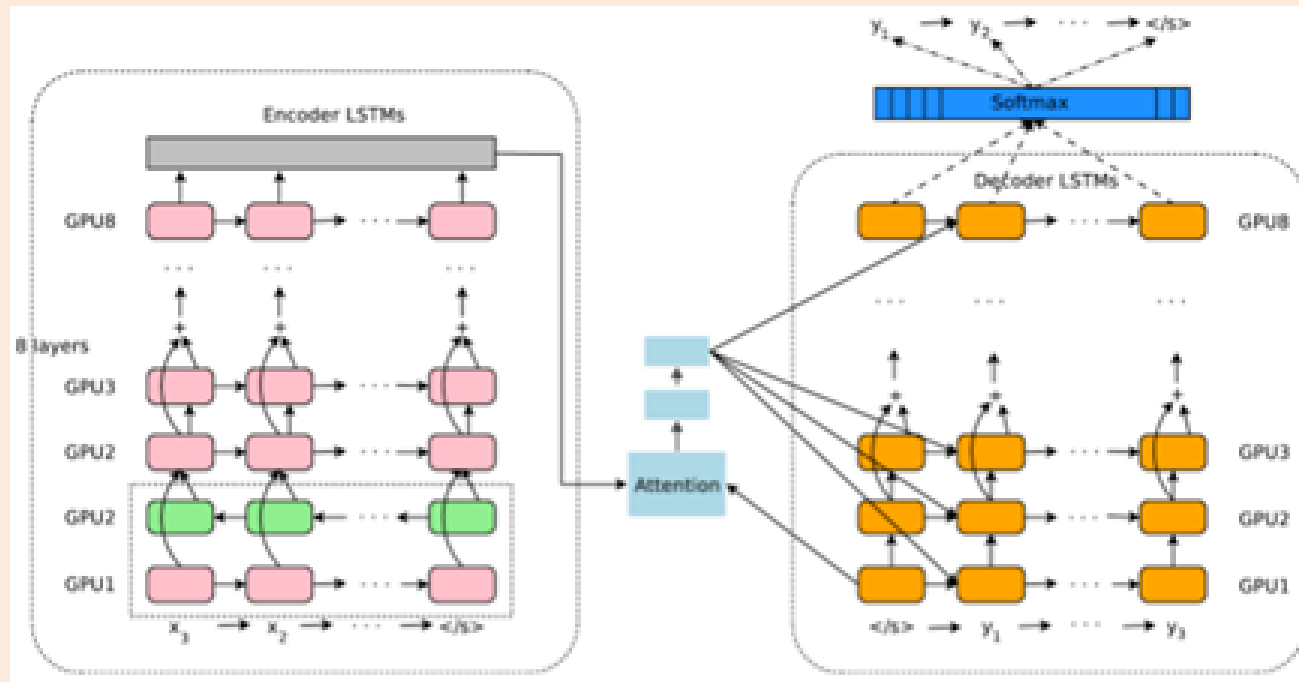 y₁ → y₂ → ··· → </s>
Softmax
Encoder LSTMs
Decoder LSTMs
GPU8
GPU8
··· ··· ···
··· ··· ···
+ + +
8 layers
GPU3
+ + +
GPU2
GPU3
Attention
GPU2
GPU2
GPU1
GPU1
x₃ → x₂ → ··· → </s>
</s> → y₁ → ··· → y₃